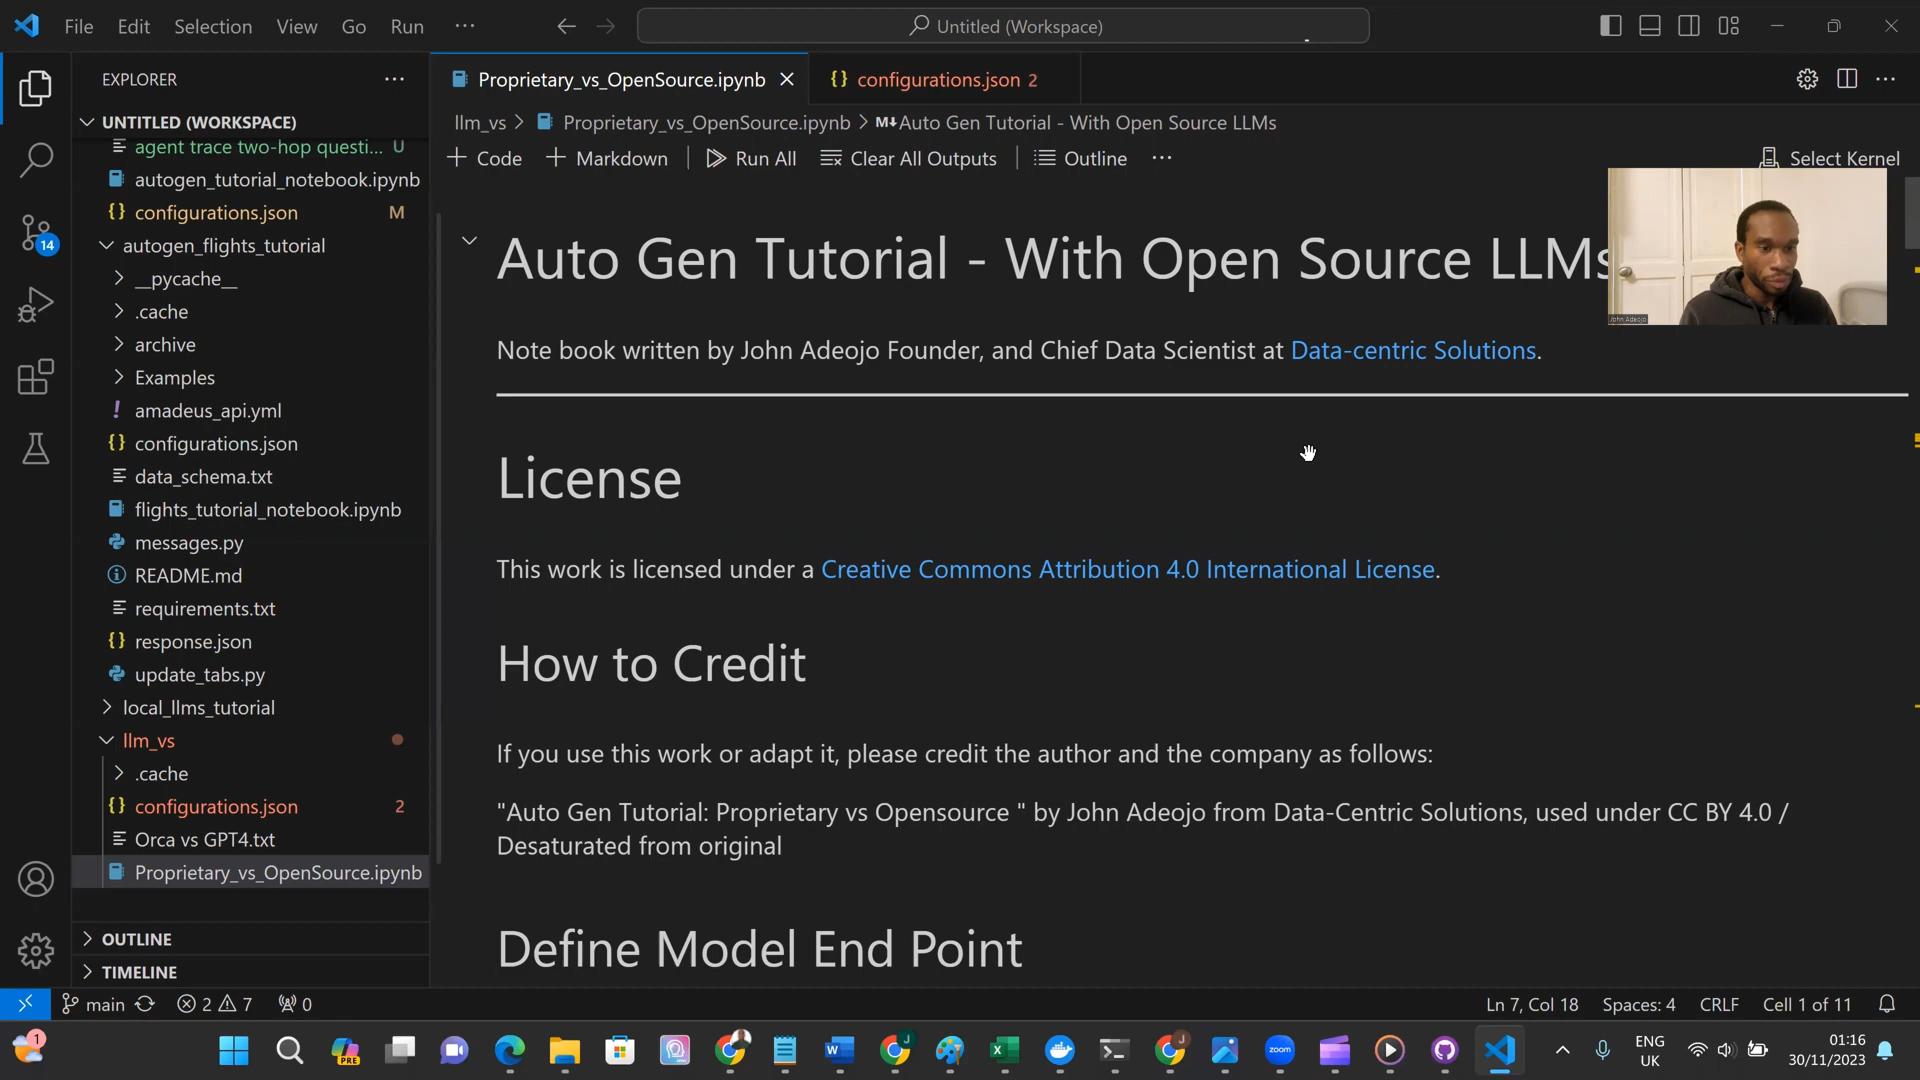 File Edit Selection View Go Run ··· Untitled (Workspace)
EXPLORER ···
UNTITLED (WORKSPACE)
agent trace two-hop questi... U
autogen_tutorial_notebook.ipynb
configurations.json M
autogen_flights_tutorial
__pycache__
.cache
archive
Examples
amadeus_api.yml
configurations.json
data_schema.txt
flights_tutorial_notebook.ipynb
messages.py
README.md
requirements.txt
response.json
update_tabs.py
local_llms_tutorial
llm_vs
.cache
configurations.json 2
Orca vs GPT4.txt
Proprietary_vs_OpenSource.ipynb
OUTLINE
TIMELINE
14
Proprietary_vs_OpenSource.ipynb configurations.json 2
llm_vs > Proprietary_vs_OpenSource.ipynb > M↓ Auto Gen Tutorial - With Open Source LLMs
+ Code + Markdown Run All Clear All Outputs Outline ··· Select Kernel
Auto Gen Tutorial - With Open Source LLMs
John Adeojo
Note book written by John Adeojo Founder, and Chief Data Scientist at Data-centric Solutions.
License
This work is licensed under a Creative Commons Attribution 4.0 International License.
How to Credit
If you use this work or adapt it, please credit the author and the company as follows:
"Auto Gen Tutorial: Proprietary vs Opensource " by John Adeojo from Data-Centric Solutions, used under CC BY 4.0 /
Desaturated from original
Define Model End Point
main 2 7 0 Ln 7, Col 18 Spaces: 4 CRLF Cell 1 of 11
1 PRE J J zoom
ENG
UK
01:16
30/11/2023